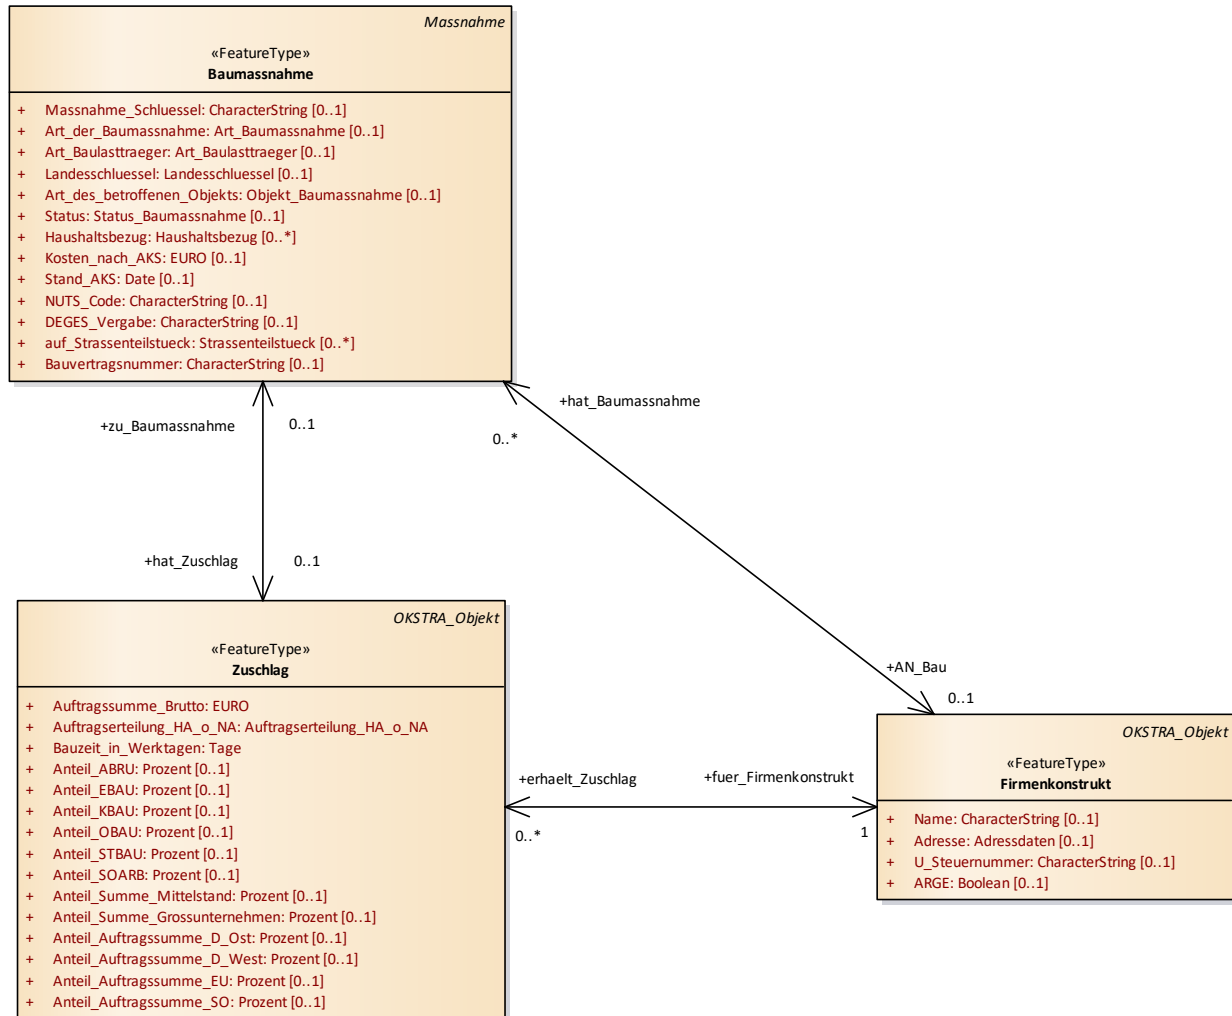 Massnahme
«FeatureType»
Baumassnahme
+ Massnahme_Schluessel: CharacterString [0..1]
+ Art_der_Baumassnahme: Art_Baumassnahme [0..1]
+ Art_Baulasttraeger: Art_Baulasttraeger [0..1]
+ Landesschluessel: Landesschluessel [0..1]
+ Art_des_betroffenen_Objekts: Objekt_Baumassnahme [0..1]
+ Status: Status_Baumassnahme [0..1]
+ Haushaltsbezug: Haushaltsbezug [0..*]
+ Kosten_nach_AKS: EURO [0..1]
+ Stand_AKS: Date [0..1]
+ NUTS_Code: CharacterString [0..1]
+ DEGES_Vergabe: CharacterString [0..1]
+ auf_Strassenteilstueck: Strassenteilstueck [0..*]
+ Bauvertragsnummer: CharacterString [0..1]
+zu_Baumassnahme
0..1
+hat_Baumassnahme
0..*
+hat_Zuschlag
0..1
OKSTRA_Objekt
«FeatureType»
Zuschlag
+ Auftragssumme_Brutto: EURO
+ Auftragserteilung_HA_o_NA: Auftragserteilung_HA_o_NA
+ Bauzeit_in_Werktagen: Tage
+ Anteil_ABRU: Prozent [0..1]
+ Anteil_EBAU: Prozent [0..1]
+ Anteil_KBAU: Prozent [0..1]
+ Anteil_OBAU: Prozent [0..1]
+ Anteil_STBAU: Prozent [0..1]
+ Anteil_SOARB: Prozent [0..1]
+ Anteil_Summe_Mittelstand: Prozent [0..1]
+ Anteil_Summe_Grossunternehmen: Prozent [0..1]
+ Anteil_Auftragssumme_D_Ost: Prozent [0..1]
+ Anteil_Auftragssumme_D_West: Prozent [0..1]
+ Anteil_Auftragssumme_EU: Prozent [0..1]
+ Anteil_Auftragssumme_SO: Prozent [0..1]
+erhaelt_Zuschlag
0..*
+fuer_Firmenkonstrukt
1
+AN_Bau
0..1
OKSTRA_Objekt
«FeatureType»
Firmenkonstrukt
+ Name: CharacterString [0..1]
+ Adresse: Adressdaten [0..1]
+ U_Steuernummer: CharacterString [0..1]
+ ARGE: Boolean [0..1]